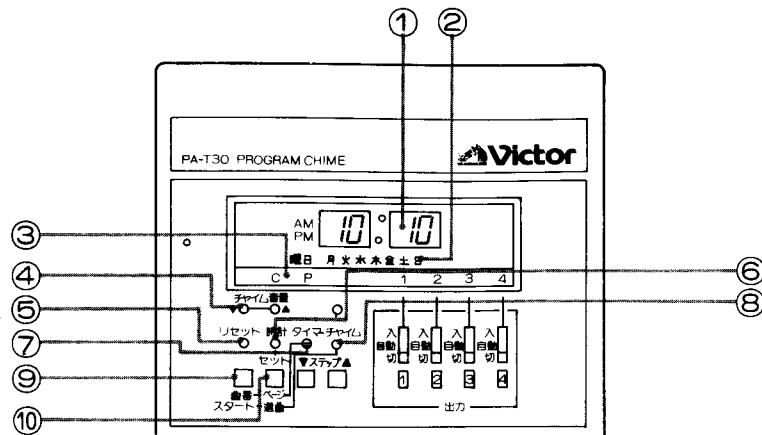 ① ②
PA-T30 PROGRAM CHIME Victor
AM
PM
10 : 10
曜日 月 火 水 木 金 土 日
③
C P 1 2 3 4
④ ⑥
チャイム音量
▼ ▲
⑤ ⑧
リセット 時計 タイマー チャイム
⑦
セット ▼ステップ▲
⑨
曲番 ページ
スタート 選曲
⑩
入 入 入 入
自動 自動 自動 自動
切 切 切 切
1 2 3 4
出力